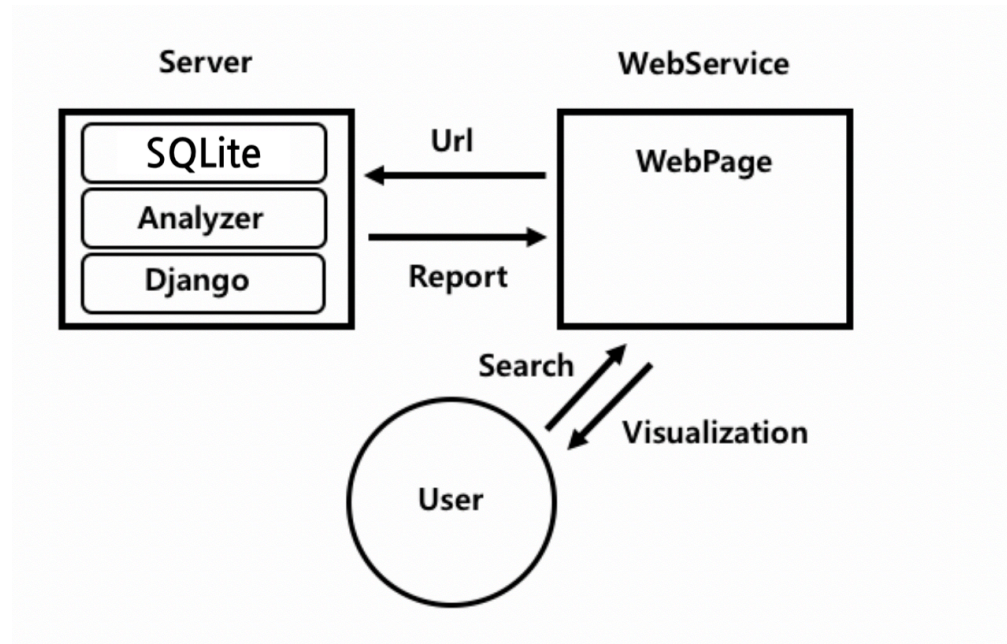 Server
WebService
SQLite
Analyzer
Django
Url
Report
WebPage
Search
Visualization
User